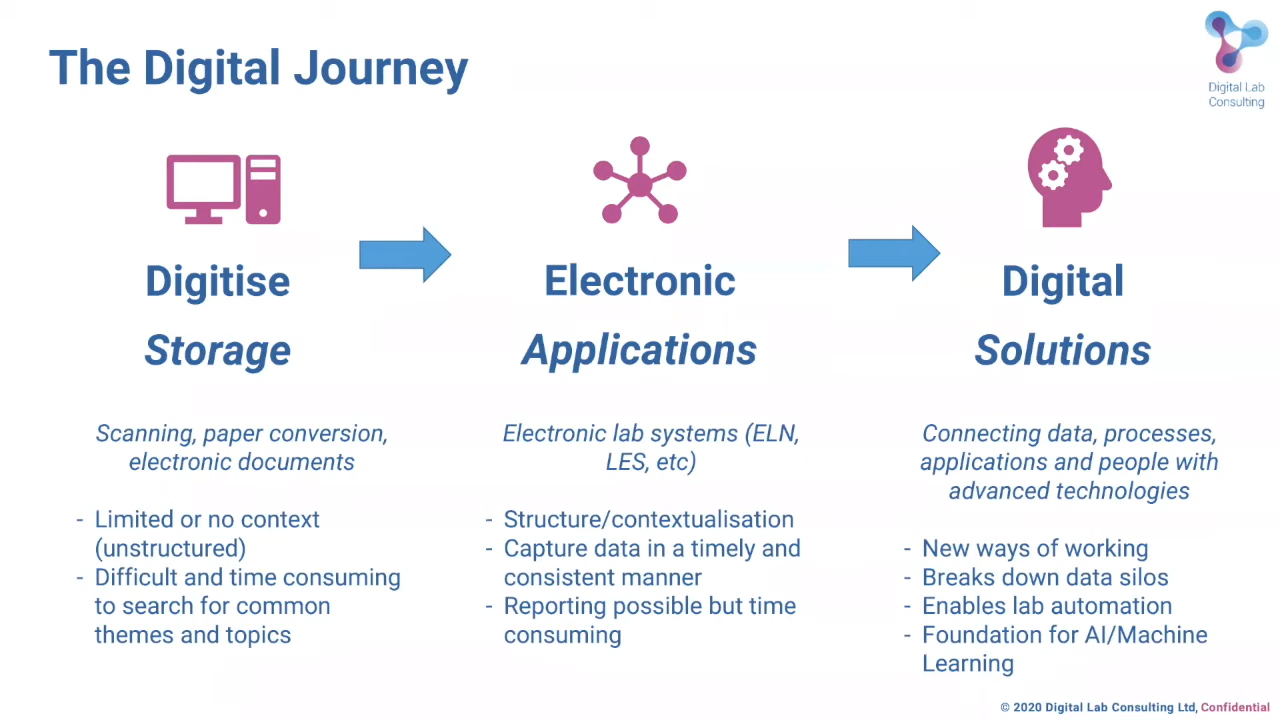 The Digital Journey
Digital Lab
Consulting
Digitise
Storage
Scanning, paper conversion,
electronic documents
- Limited or no context
(unstructured)
- Difficult and time consuming
to search for common
themes and topics
Electronic
Applications
Electronic lab systems (ELN,
LES, etc)
- Structure/contextualisation
- Capture data in a timely and
consistent manner
- Reporting possible but time
consuming
Digital
Solutions
Connecting data, processes,
applications and people with
advanced technologies
- New ways of working
- Breaks down data silos
- Enables lab automation
- Foundation for AI/Machine
Learning
© 2020 Digital Lab Consulting Ltd, Confidential